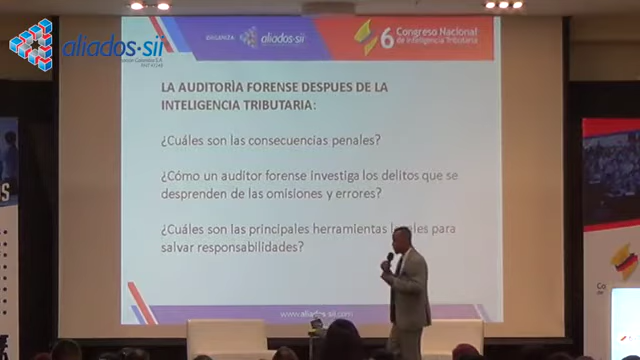 aliados·sii
ORGANIZA
aliados·sii
6 Congreso Nacional
de Inteligencia Tributaria
LA AUDITORÌA FORENSE DESPUES DE LA
INTELIGENCIA TRIBUTARIA:
¿Cuáles son las consecuencias penales?
¿Cómo un auditor forense investiga los delitos que se
desprenden de las omisiones y errores?
¿Cuáles son las principales herramientas legales para
salvar responsabilidades?
www.aliados-sii.com